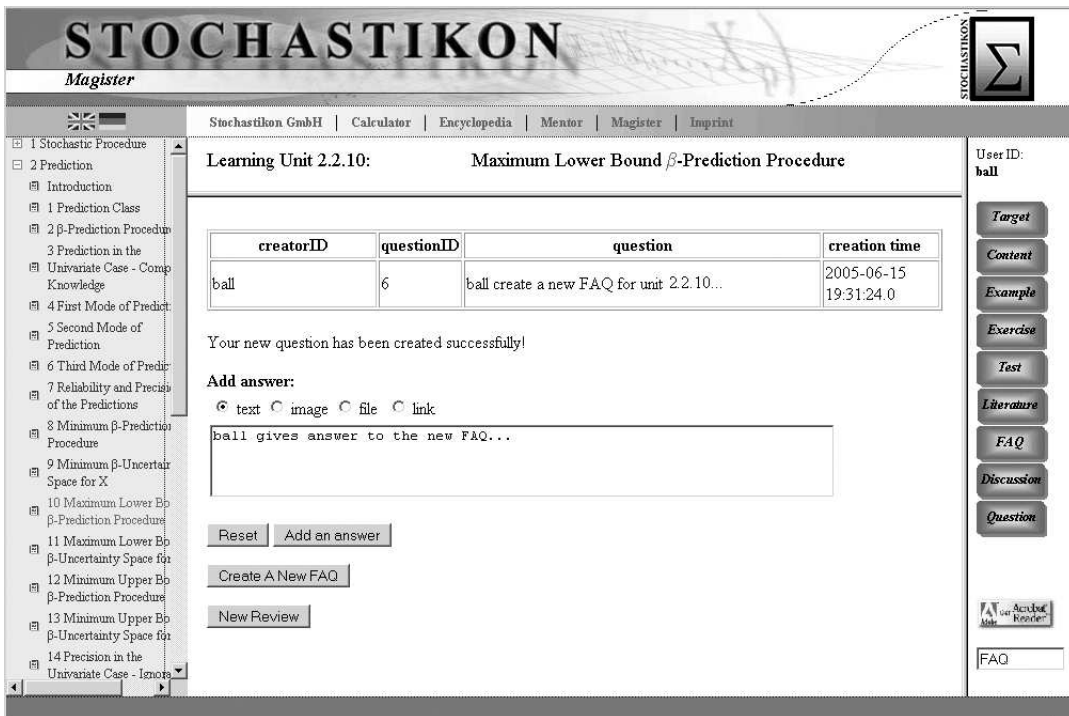 STOCHASTIKON
Magister
STOCHASTIKON
Σ
Stochastikon GmbH | Calculator | Encyclopedia | Mentor | Magister | Imprint
1 Stochastic Procedure
2 Prediction
Introduction
1 Prediction Class
2 β-Prediction Procedur
3 Prediction in the
Univariate Case - Comp
Knowledge
4 First Mode of Predict
5 Second Mode of
Prediction
6 Third Mode of Predic
7 Reliability and Precisi
of the Predictions
8 Minimum β-Prediction
Procedure
9 Minimum β-Uncertain
Space for X
10 Maximum Lower Bo
β-Prediction Procedure
11 Maximum Lower Bo
β-Uncertainty Space for
12 Minimum Upper Bo
β-Prediction Procedure
13 Minimum Upper Bo
β-Uncertainty Space for
14 Precision in the
Univariate Case - Ignora
Learning Unit 2.2.10: Maximum Lower Bound β-Prediction Procedure
creatorID questionID question creation time
ball 6 ball create a new FAQ for unit 2.2.10... 2005-06-15
19:31:24.0
Your new question has been created successfully!
Add answer:
text image file link
ball gives answer to the new FAQ...
Reset Add an answer
Create A New FAQ
New Review
User ID:
ball
Target
Content
Example
Exercise
Test
Literature
FAQ
Discussion
Question
Get Acrobat
Adobe Reader
FAQ